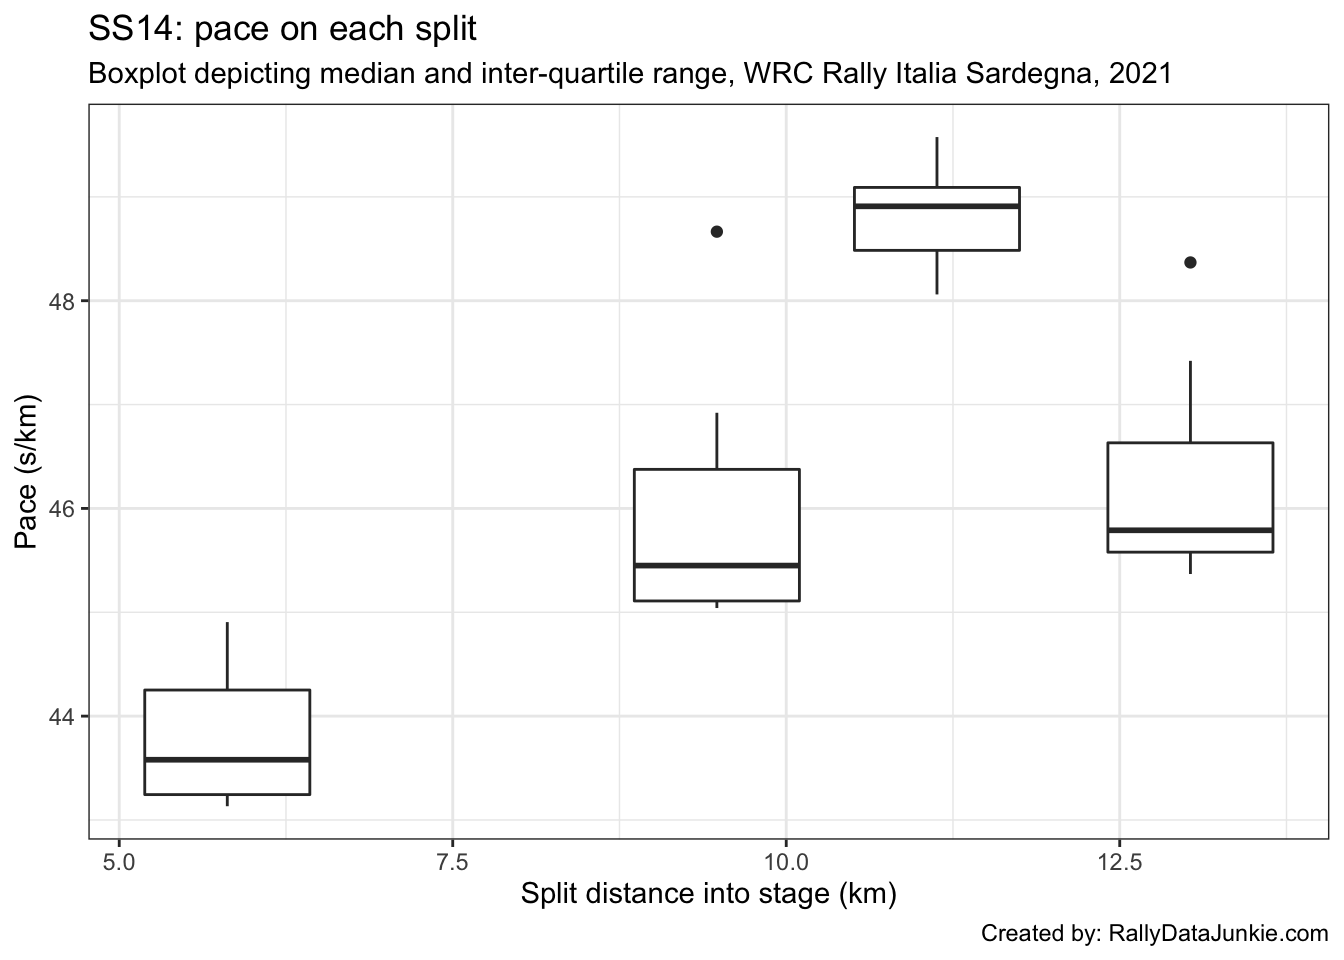 SS14: pace on each split
Boxplot depicting median and inter-quartile range, WRC Rally Italia Sardegna, 2021
48
46
44
Pace (s/km)
5.0 7.5 10.0 12.5
Split distance into stage (km)
Created by: RallyDataJunkie.com